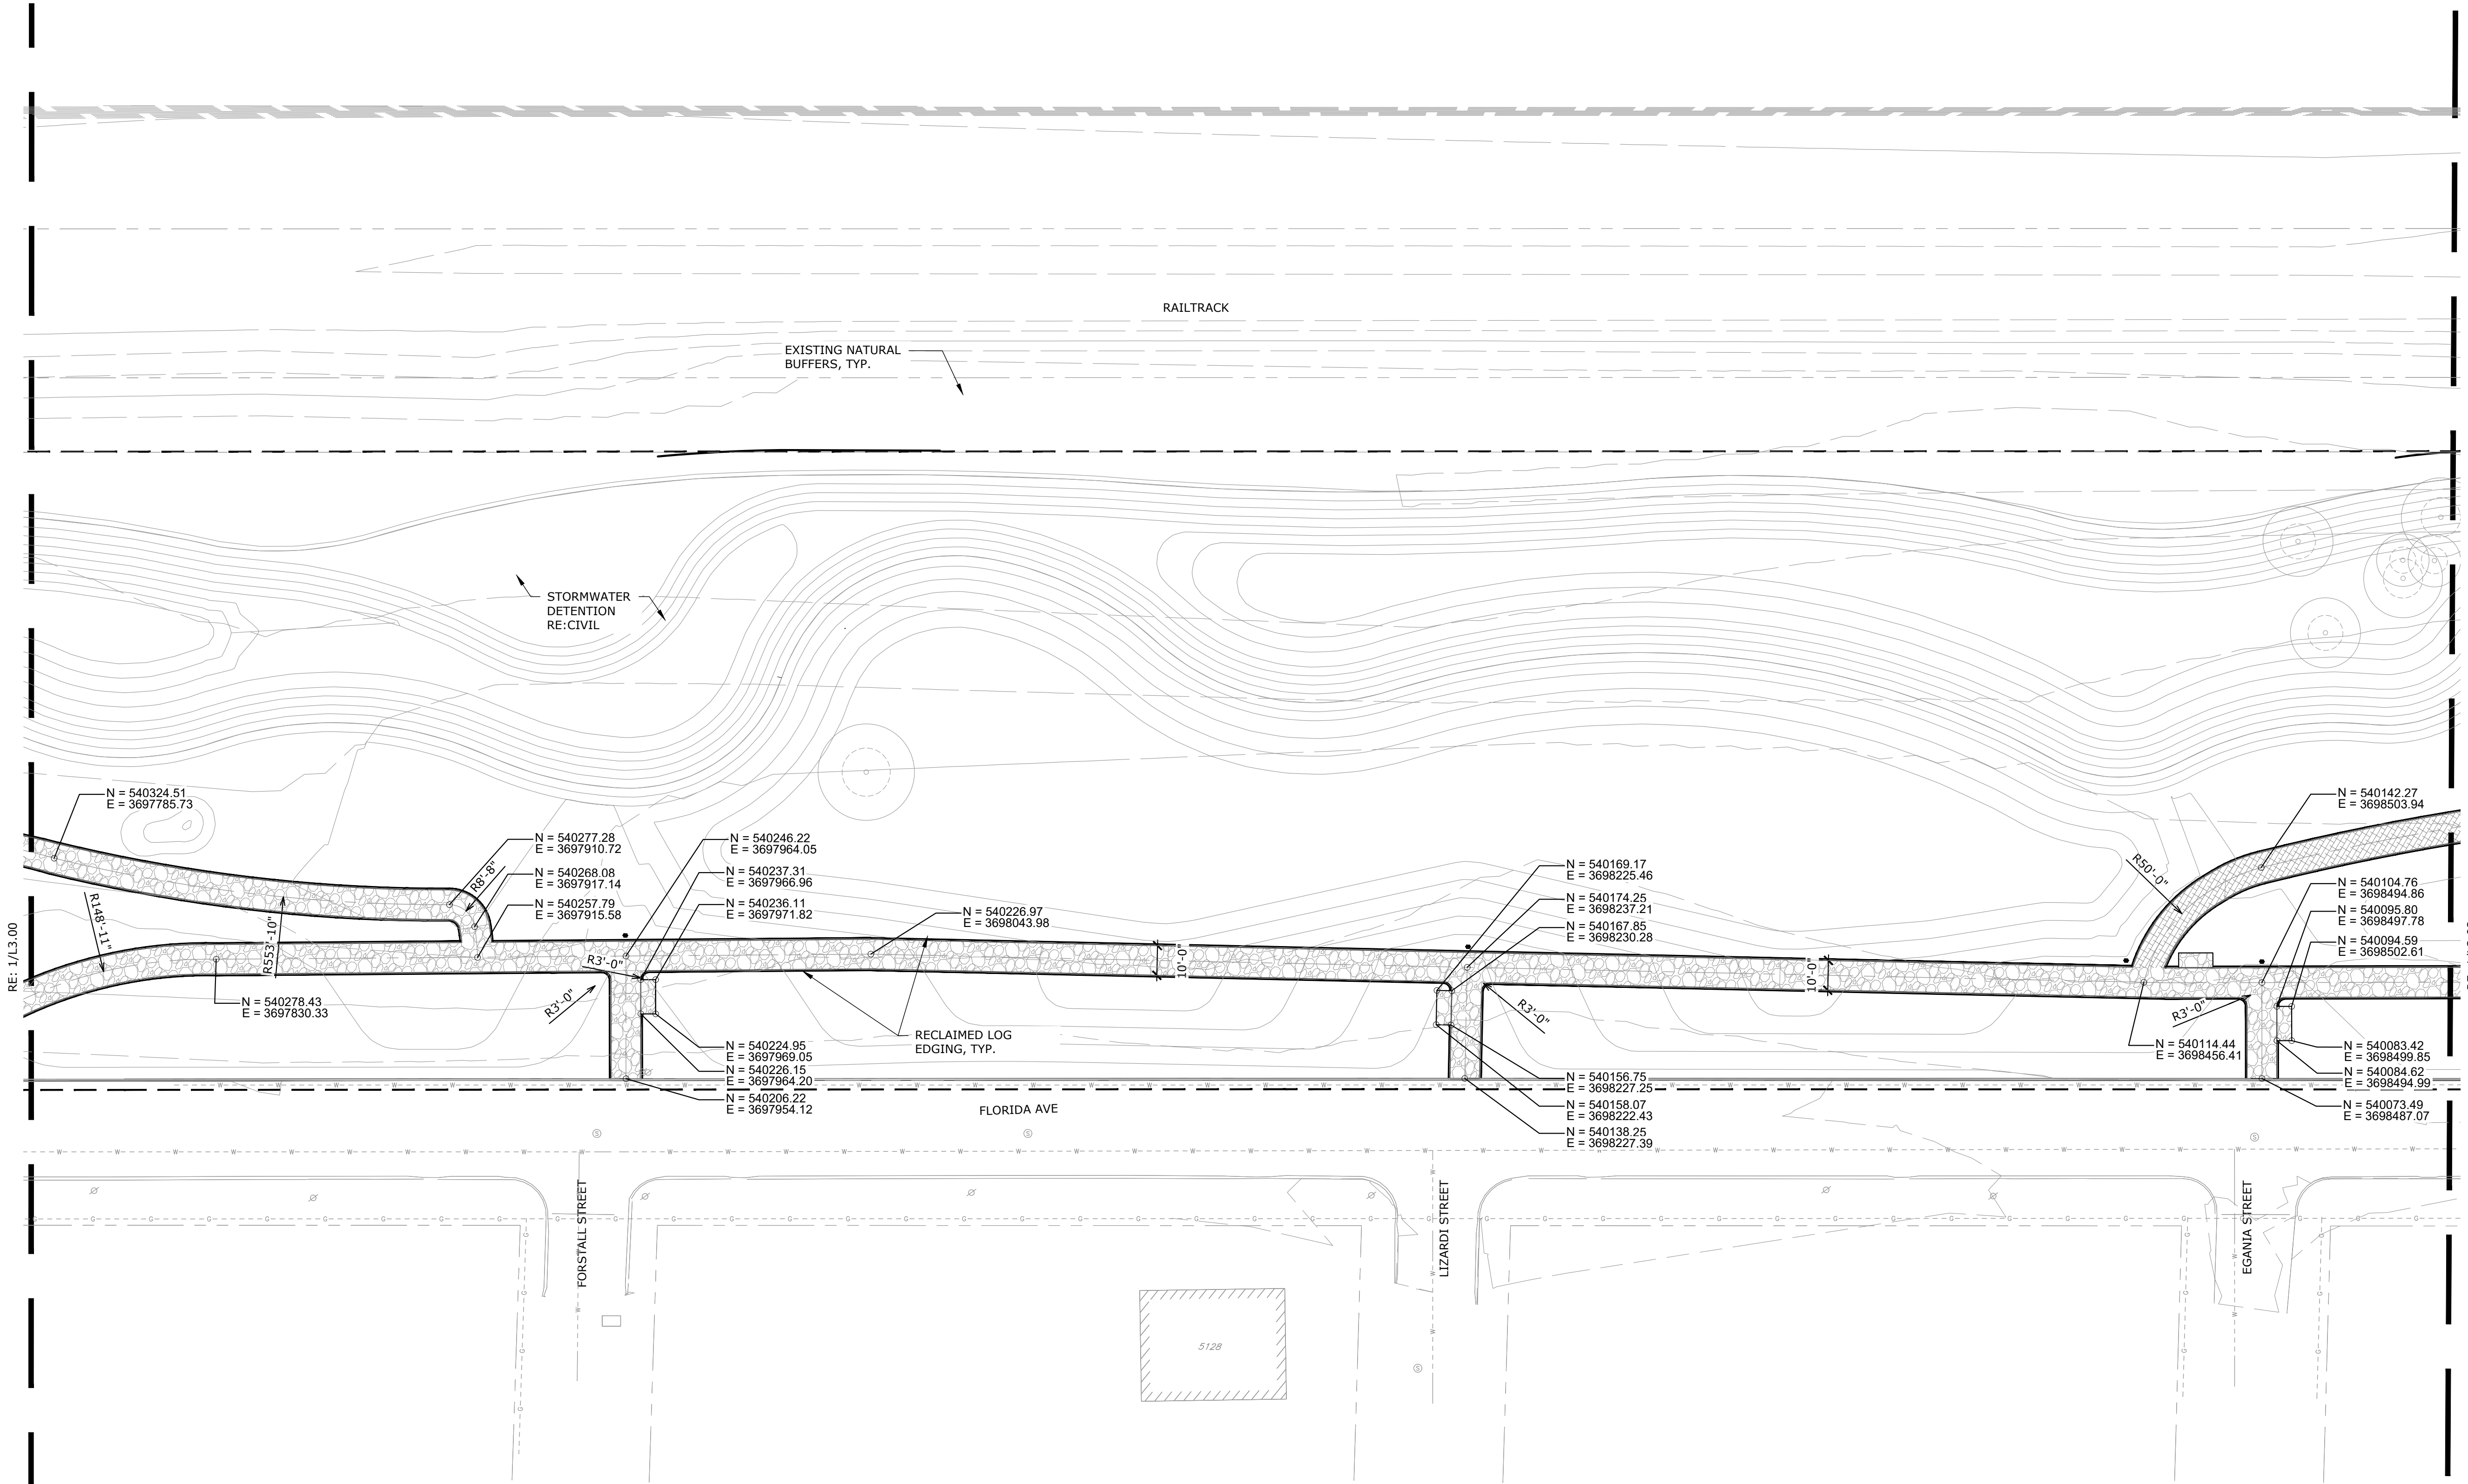 RAILTRACK
EXISTING NATURAL
BUFFERS, TYP.
STORMWATER
DETENTION
RE:CIVIL
N = 540324.51
E = 3697785.73
N = 540277.28
E = 3697910.72
R8'-8"
N = 540268.08
E = 3697917.14
N = 540257.79
E = 3697915.58
N = 540246.22
E = 3697964.05
N = 540237.31
E = 3697966.96
N = 540236.11
E = 3697971.82
N = 540226.97
E = 3698043.98
N = 540169.17
E = 3698225.46
N = 540174.25
E = 3698237.21
N = 540167.85
E = 3698230.28
R50'-0"
N = 540142.27
E = 3698503.94
N = 540104.76
E = 3698494.86
N = 540095.80
E = 3698497.78
N = 540094.59
E = 3698502.61
RE: 1/L3.00
R148'-11"
R553'-10"
R3'-0"
R3'-0"
10'-0"
10'-0"
R3'-0"
R3'-0"
N = 540278.43
E = 3697830.33
RECLAIMED LOG
EDGING, TYP.
N = 540224.95
E = 3697969.05
N = 540226.15
E = 3697964.20
N = 540206.22
E = 3697954.12
N = 540156.75
E = 3698227.25
N = 540158.07
E = 3698222.43
N = 540138.25
E = 3698227.39
N = 540114.44
E = 3698456.41
N = 540083.42
E = 3698499.85
N = 540084.62
E = 3698494.99
N = 540073.49
E = 3698487.07
FLORIDA AVE
FORSTALL STREET
LIZARDI STREET
EGANIA STREET
5128